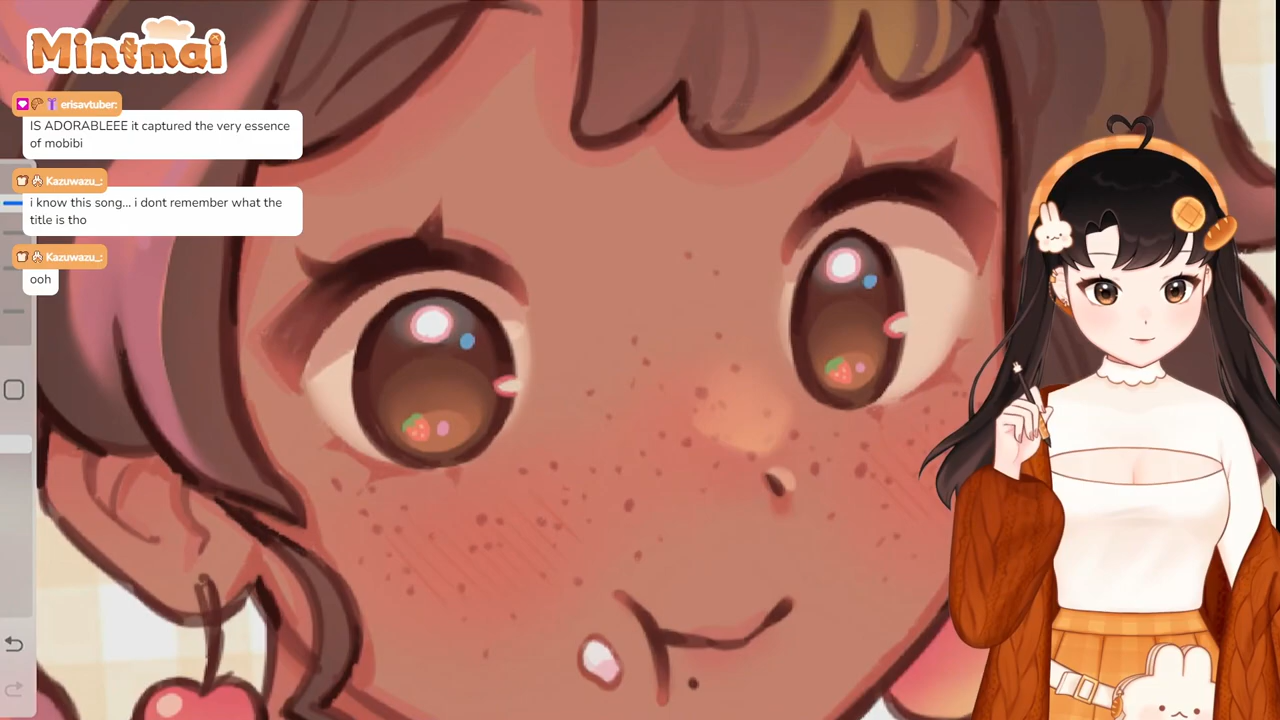 Mintmai
erisavtuber:
IS ADORABLEEE it captured the very essence
of mobibi
Kazuwazu_:
i know this song... i dont remember what the
title is tho
Kazuwazu_:
ooh